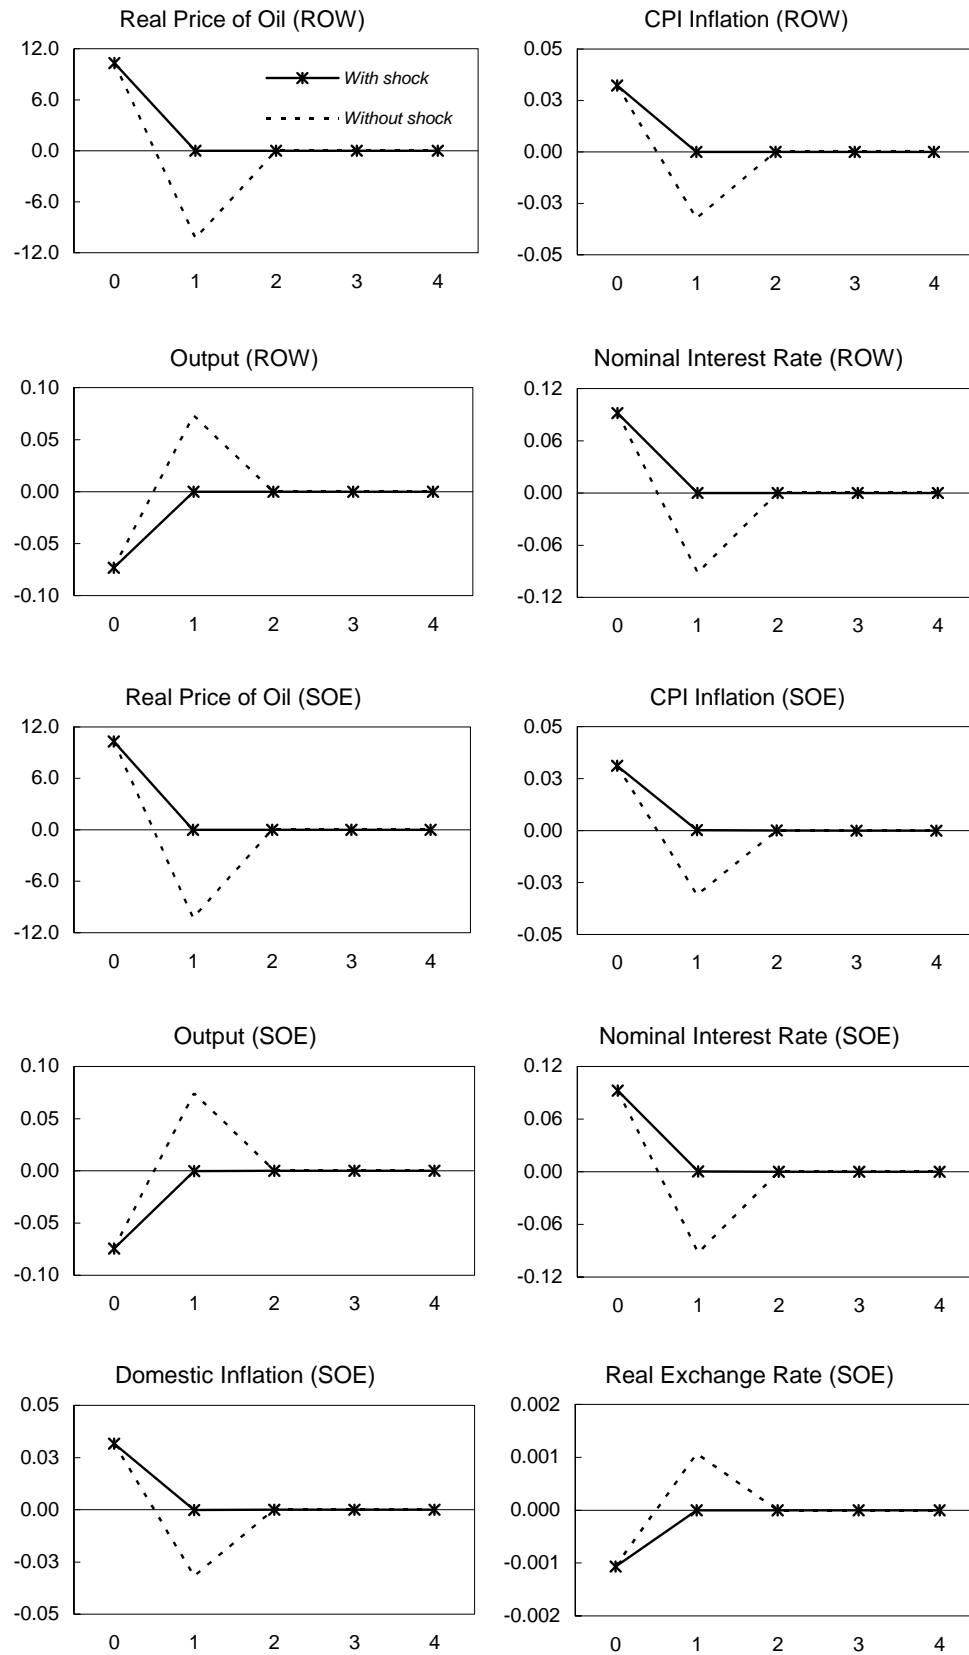 Real Price of Oil (ROW)
12.0
6.0
0.0
-6.0
-12.0
0 1 2 3 4
With shock
Without shock
CPI Inflation (ROW)
0.05
0.03
0.00
-0.03
-0.05
0 1 2 3 4
Output (ROW)
0.10
0.05
0.00
-0.05
-0.10
0 1 2 3 4
Nominal Interest Rate (ROW)
0.12
0.06
0.00
-0.06
-0.12
0 1 2 3 4
Real Price of Oil (SOE)
12.0
6.0
0.0
-6.0
-12.0
0 1 2 3 4
CPI Inflation (SOE)
0.05
0.03
0.00
-0.03
-0.05
0 1 2 3 4
Output (SOE)
0.10
0.05
0.00
-0.05
-0.10
0 1 2 3 4
Nominal Interest Rate (SOE)
0.12
0.06
0.00
-0.06
-0.12
0 1 2 3 4
Domestic Inflation (SOE)
0.05
0.03
0.00
-0.03
-0.05
0 1 2 3 4
Real Exchange Rate (SOE)
0.002
0.001
0.000
-0.001
-0.002
0 1 2 3 4